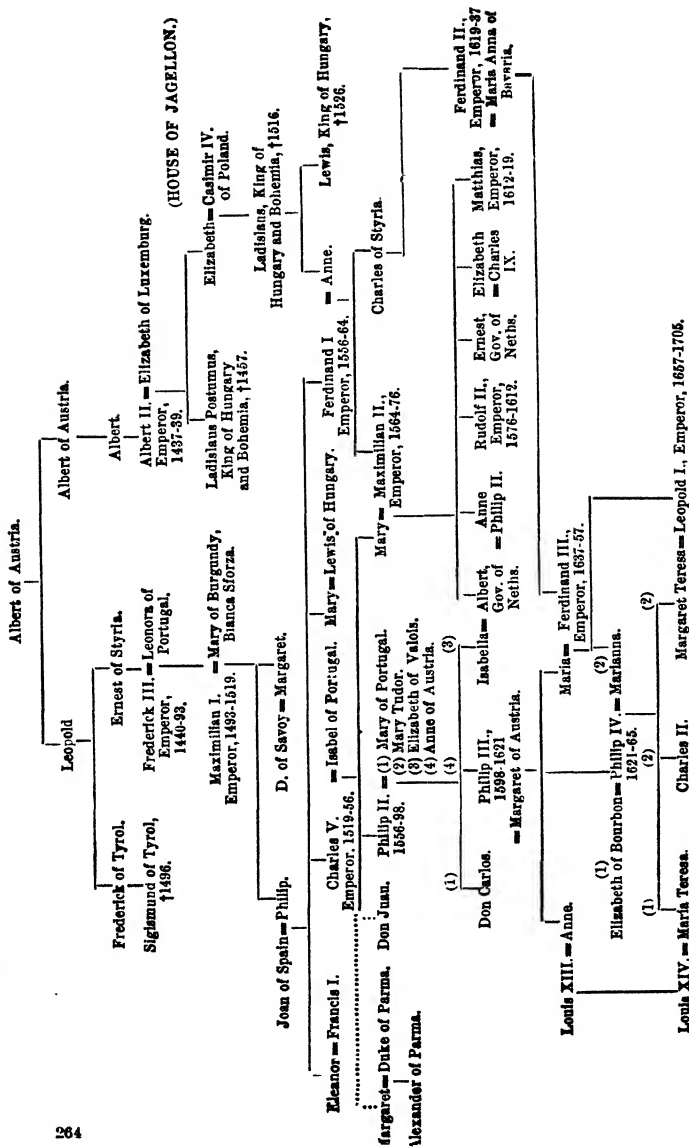 Albert of Austria.
Leopold
Albert of Austria.
Frederick of Tyrol.
Ernest of Styria.
Albert.
(HOUSE OF JAGELLON.)
Sigismund of Tyrol,
†1496.
Frederick III. = Leonora of
Emperor, Portugal.
1440-93.
Albert II. = Elizabeth of Luxemburg.
Emperor,
1437-39.
Maximilian I. = Mary of Burgundy,
Emperor, 1493-1519. Bianca Sforza.
Ladislaus Postumus,
King of Hungary
and Bohemia, †1457.
Elizabeth = Casimir IV.
of Poland.
Ladislaus, King of
Hungary and Bohemia, †1516.
Joan of Spain = Philip.
D. of Savoy = Margaret.
Eleanor = Francis I.
Charles V. = Isabel of Portugal.
Emperor. 1519-56.
Mary = Lewis of Hungary.
Ferdinand I = Anne.
Emperor, 1556-64.
Lewis, King of Hungary,
†1526.
fargaret = Duke of Parma.
Don Juan.
Philip II. = (1) Mary of Portugal.
1556-98. (2) Mary Tudor.
(3) Elizabeth of Valois.
(4) Anne of Austria.
Mary = Maximilian II.,
Emperor, 1564-76.
Charles of Styria.
Alexander of Parma.
(1)
(4)
(3)
Don Carlos.
Philip III.,
1598-1621
= Margaret of Austria.
Isabella = Albert,
Gov. of
Neths.
Anne
= Philip II.
Rudolf II.,
Emperor,
1576-1612.
Ernest,
Gov. of
Neths.
Elizabeth
= Charles
IX.
Matthias,
Emperor,
1612-19.
Ferdinand II.,
Emperor, 1619-37
= Maria Anna of
Bavaria.
Louis XIII. = Anne.
Maria = Ferdinand III.,
Emperor, 1637-57.
(1)
(2)
Elizabeth of Bourbon = Philip IV. = Marianna.
1621-65.
(1)
(2)
(2)
Louis XIV. = Maria Teresa.
Charles II.
Margaret Teresa = Leopold I., Emperor, 1657-1705.
264